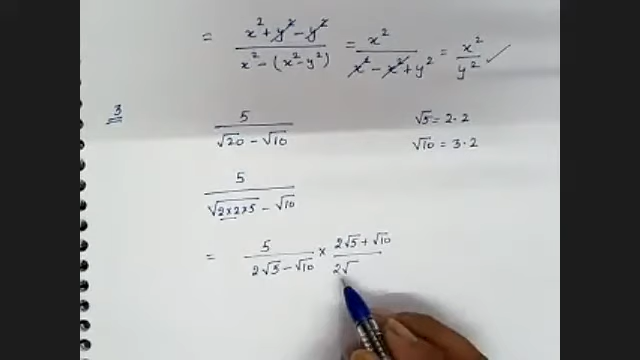 = x² + y² − y² / x² − (x² − y²) = x² / x² − x² + y² = x² / y² ✓
3 5 / √20 − √10 √5 = 2·2
√10 = 3·2
5 / √2×2×5 − √10
= 5 / 2√5 − √10 × 2√5 + √10 / 2√